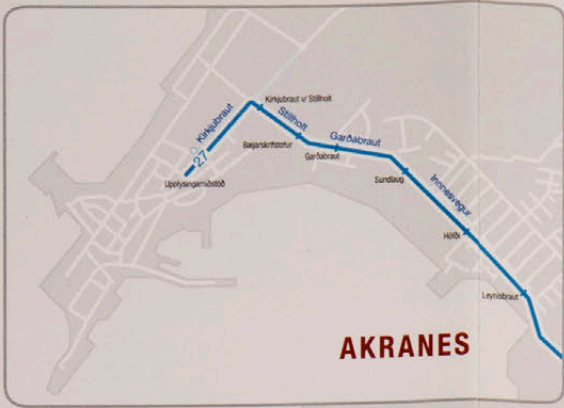 Kirkjubraut v/ Stillholt
Kirkjubraut
Stillholt
27
Bæjarskrifstofur
Garðabraut
Garðabraut
Upplýsingamiðstöð
Sundlaug
Innnesvegur
Höfði
Leynisbraut
AKRANES